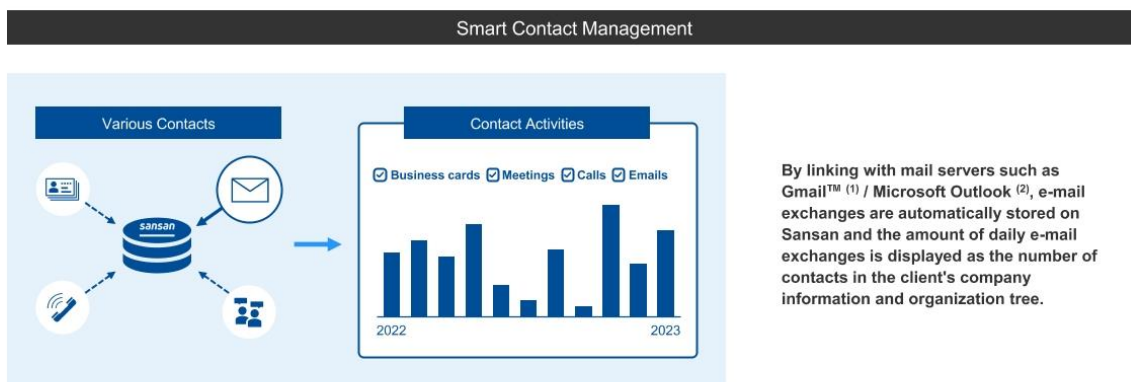 Smart Contact Management
Various Contacts
sansan
Contact Activities
Business cards Meetings Calls Emails
2022 2023
By linking with mail servers such as
Gmail™ (1) / Microsoft Outlook (2), e-mail
exchanges are automatically stored on
Sansan and the amount of daily e-mail
exchanges is displayed as the number of
contacts in the client's company
information and organization tree.